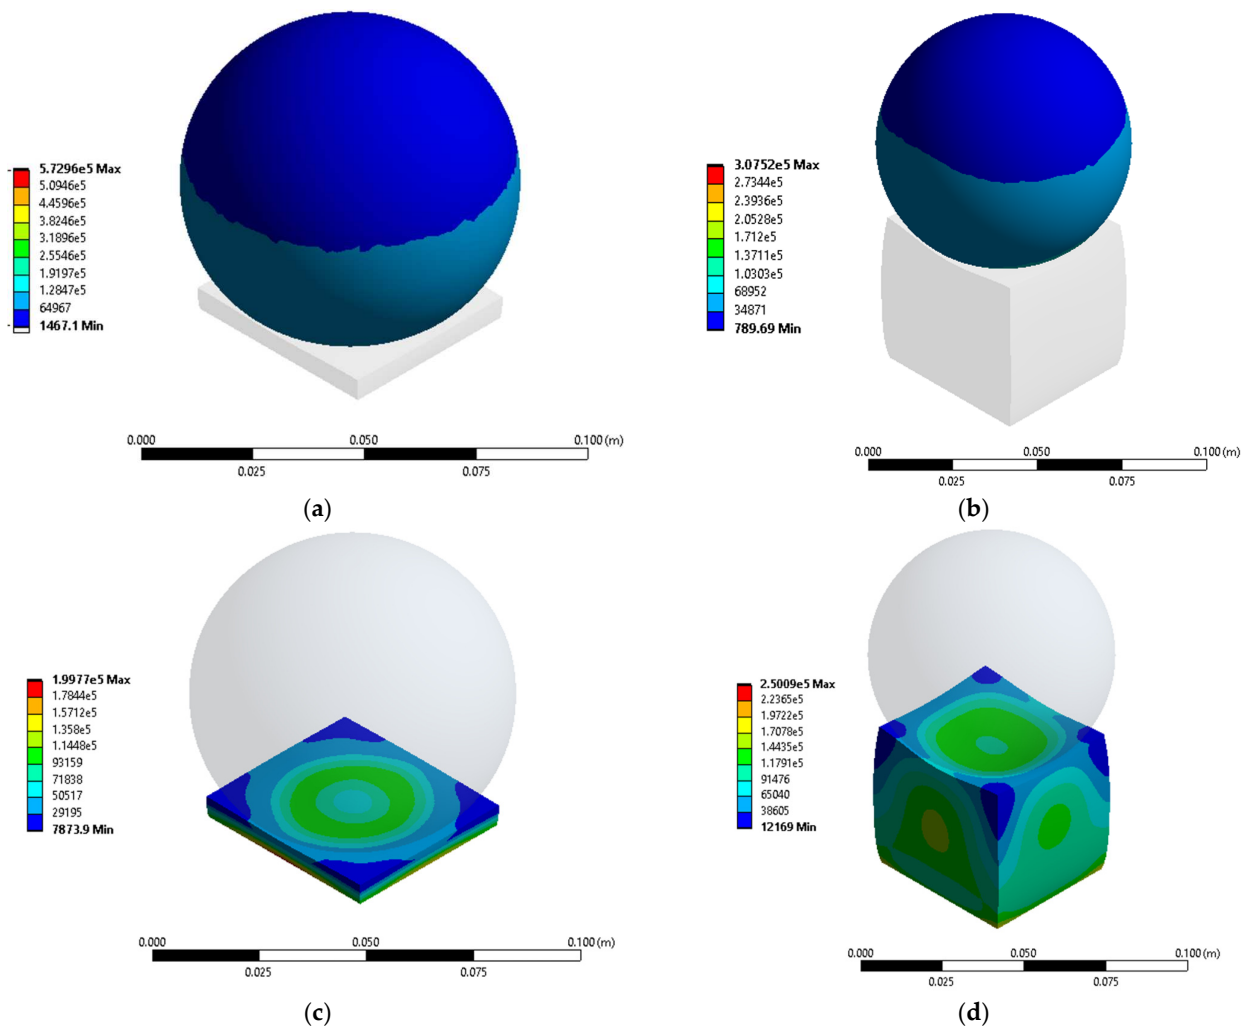 5.7296e5 Max
5.0946e5
4.4596e5
3.8246e5
3.1896e5
2.5546e5
1.9197e5
1.2847e5
64967
1467.1 Min
0.000
0.050
0.100 (m)
0.025
0.075
(a)
3.0752e5 Max
2.7344e5
2.3936e5
2.0528e5
1.712e5
1.3711e5
1.0303e5
68952
34871
789.69 Min
0.000
0.050
0.100 (m)
0.025
0.075
(b)
1.9977e5 Max
1.7844e5
1.5712e5
1.358e5
1.1448e5
93159
71838
50517
29195
7873.9 Min
0.000
0.050
0.100 (m)
0.025
0.075
(c)
2.5009e5 Max
2.2365e5
1.9722e5
1.7078e5
1.4435e5
1.1791e5
91476
65040
38605
12169 Min
0.000
0.050
0.100 (m)
0.025
0.075
(d)